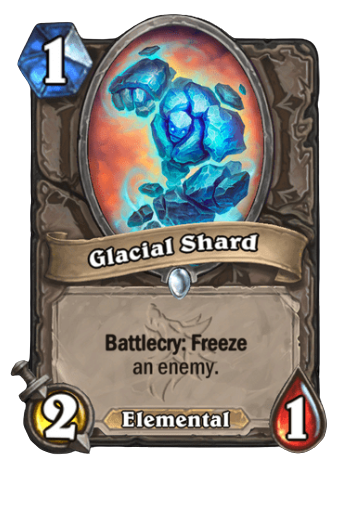 1
Glacial Shard
Battlecry: Freeze
an enemy.
2
Elemental
1